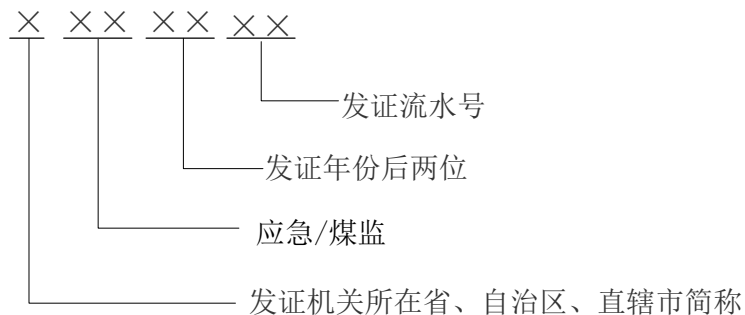 × ×× ×× ××
发证流水号
发证年份后两位
应急/煤监
发证机关所在省、自治区、直辖市简称